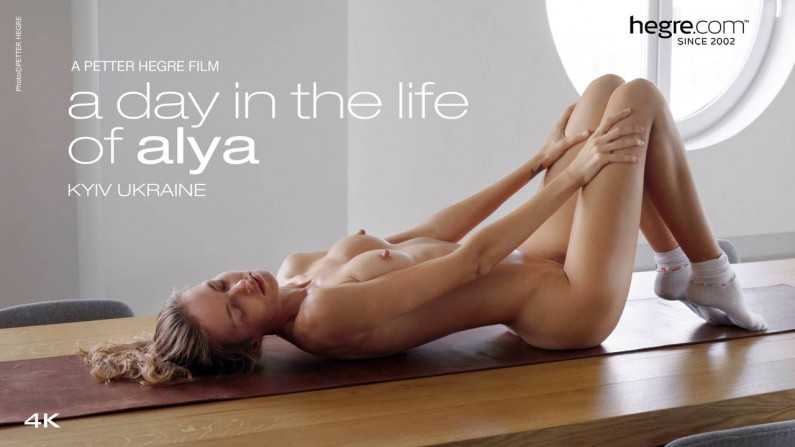 Photo©PETTER HEGRE
hegre.com™
SINCE 2002
A PETTER HEGRE FILM
a day in the life
of alya
KYIV UKRAINE
4K